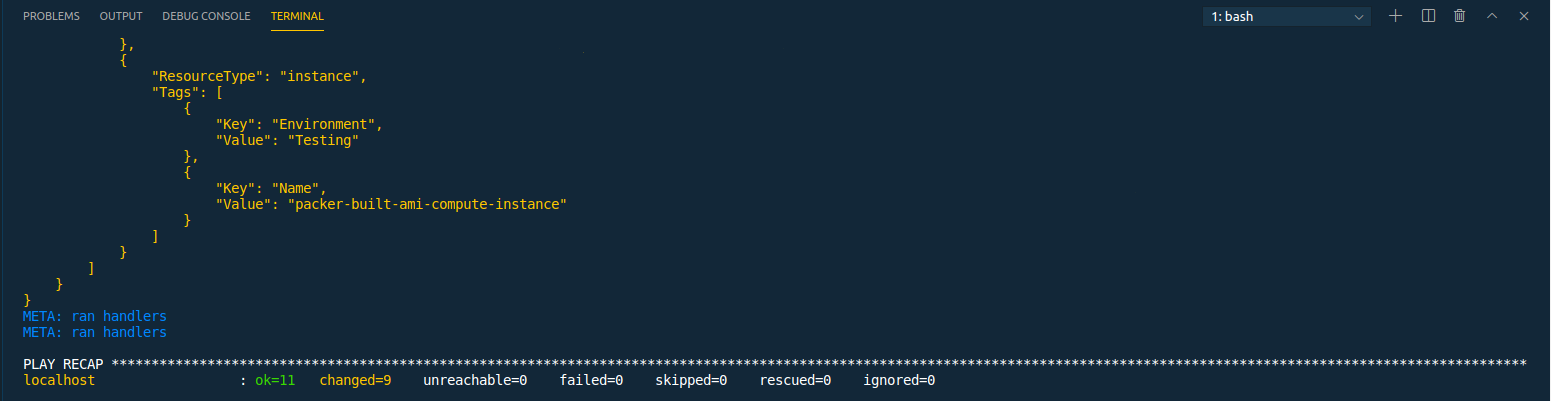 PROBLEMS OUTPUT DEBUG CONSOLE TERMINAL 1: bash
},
{
"ResourceType": "instance",
"Tags": [
{
"Key": "Environment",
"Value": "Testing"
},
{
"Key": "Name",
"Value": "packer-built-ami-compute-instance"
}
]
}
]
}
}
META: ran handlers
META: ran handlers
PLAY RECAP *********************************************************************************************************************************************************************************
localhost : ok=11 changed=9 unreachable=0 failed=0 skipped=0 rescued=0 ignored=0